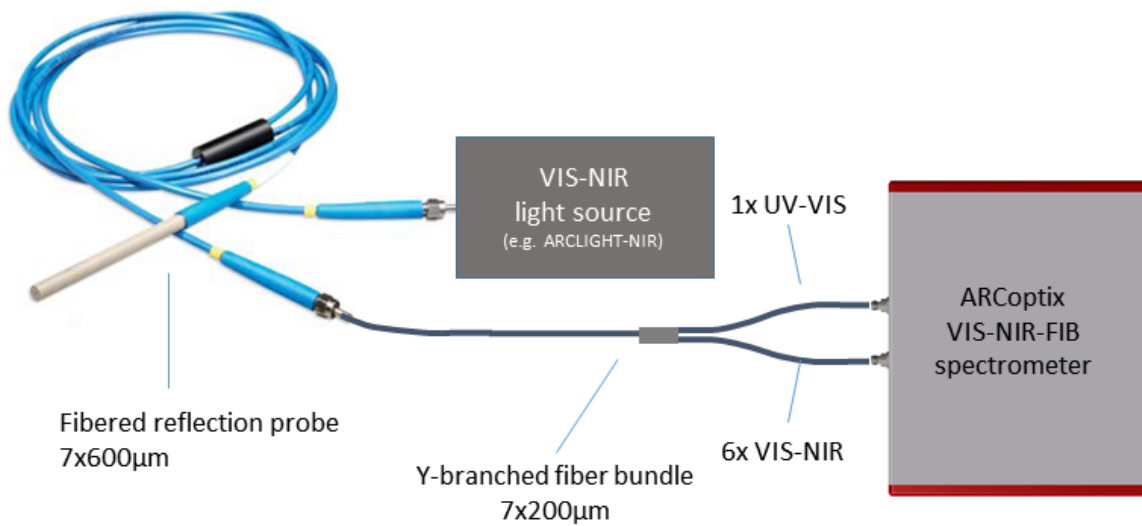 VIS-NIR
light source
(e.g. ARCLIGHT-NIR)
1x UV-VIS
ARCoptix
VIS-NIR-FIB
spectrometer
Fibered reflection probe
7x600µm
6x VIS-NIR
Y-branched fiber bundle
7x200µm